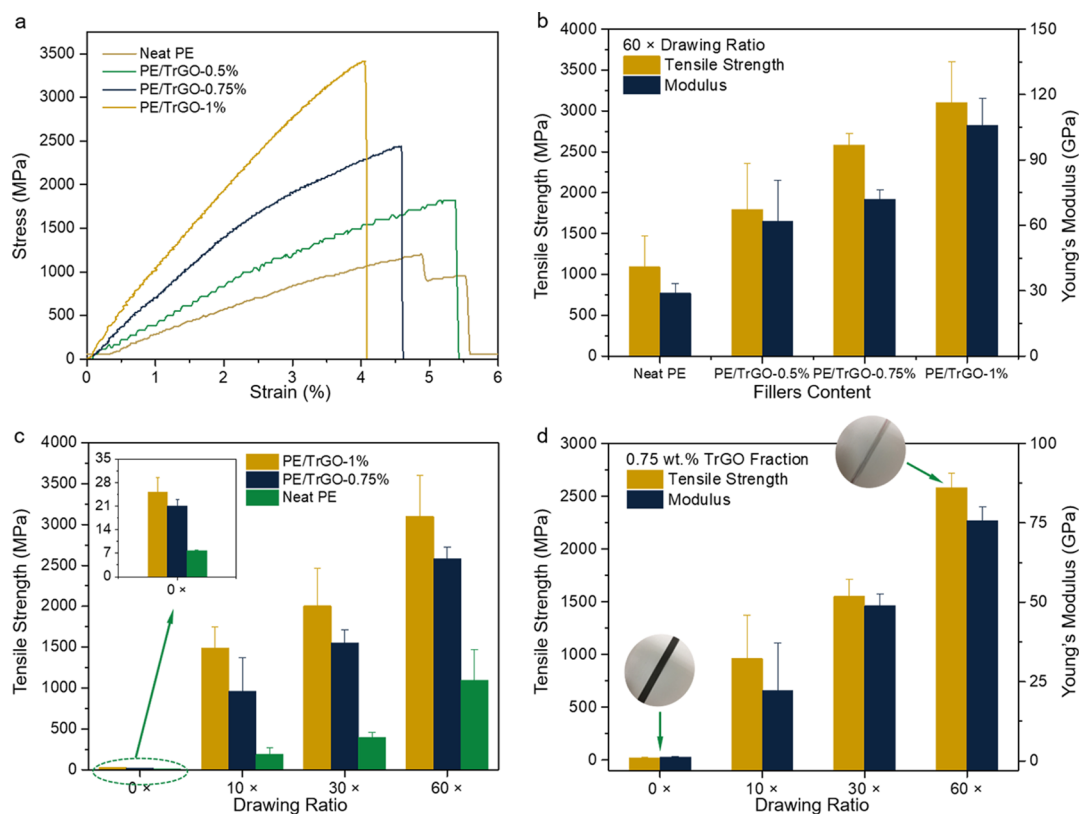 a
Stress (MPa)
3500
3000
2500
2000
1500
1000
500
0
Neat PE
PE/TrGO-0.5%
PE/TrGO-0.75%
PE/TrGO-1%
0 1 2 3 4 5 6
Strain (%)
b
Tensile Strength (MPa)
4000
3500
3000
2500
2000
1500
1000
500
0
60 × Drawing Ratio
Tensile Strength
Modulus
150
120
90
60
30
0
Young's Modulus (GPa)
Neat PE PE/TrGO-0.5% PE/TrGO-0.75% PE/TrGO-1%
Fillers Content
c
Tensile Strength (MPa)
4000
3500
3000
2500
2000
1500
1000
500
0
35
28
21
14
7
0
0 ×
PE/TrGO-1%
PE/TrGO-0.75%
Neat PE
0 × 10 × 30 × 60 ×
Drawing Ratio
d
Tensile Strength (MPa)
3000
2500
2000
1500
1000
500
0
0.75 wt.% TrGO Fraction
Tensile Strength
Modulus
100
75
50
25
0
Young's Modulus (GPa)
0 × 10 × 30 × 60 ×
Drawing Ratio